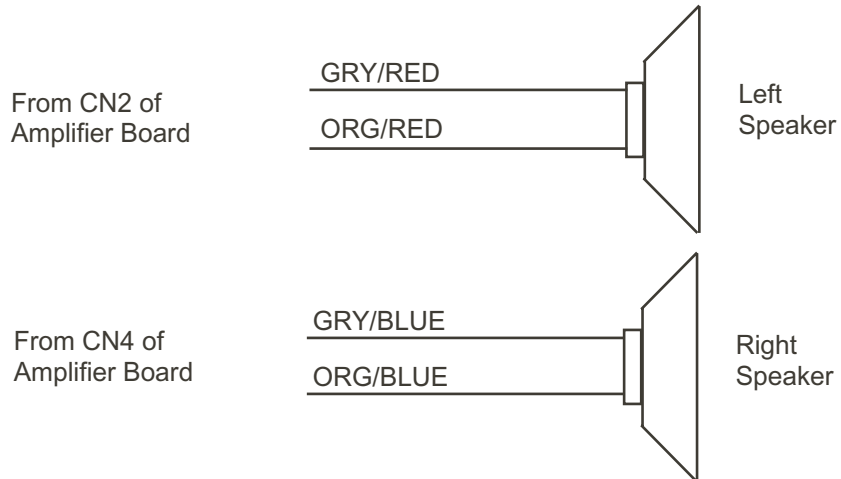 From CN2 of
Amplifier Board
GRY/RED
ORG/RED
Left
Speaker
From CN4 of
Amplifier Board
GRY/BLUE
ORG/BLUE
Right
Speaker